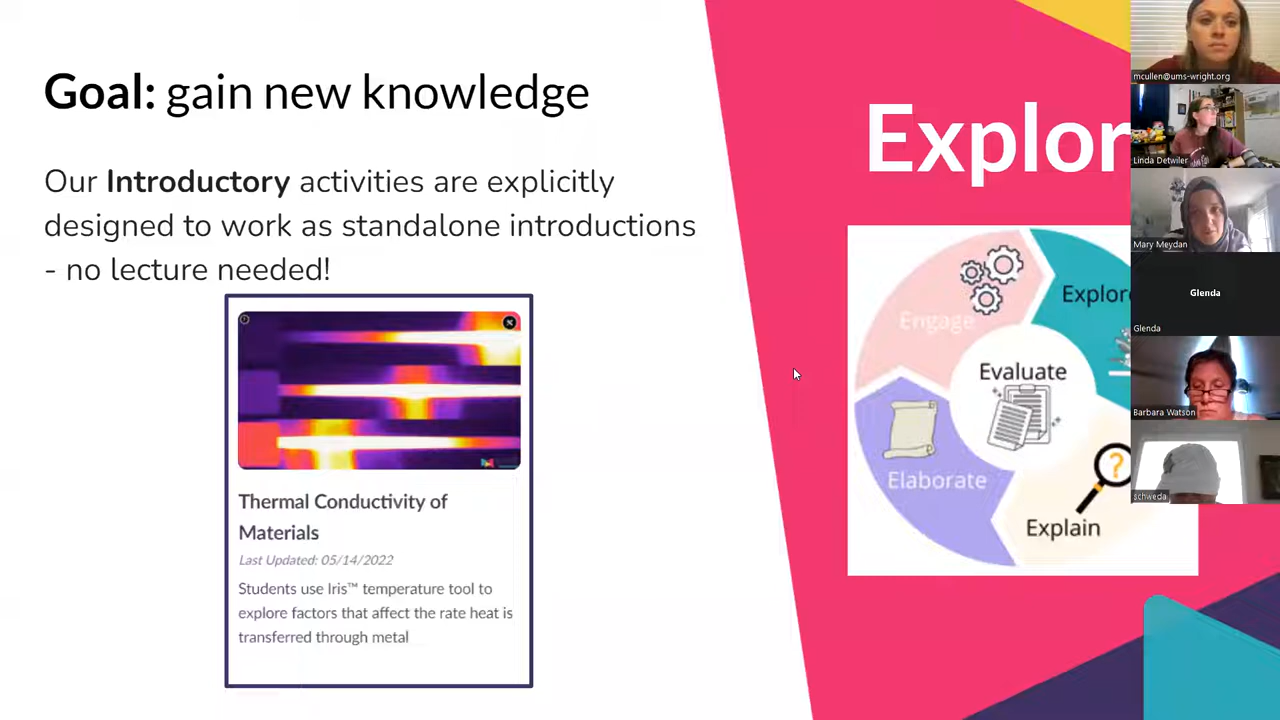 Goal: gain new knowledge
Our Introductory activities are explicitly
designed to work as standalone introductions
- no lecture needed!
Thermal Conductivity of
Materials
Last Updated: 05/14/2022
Students use Iris™ temperature tool to
explore factors that affect the rate heat is
transferred through metal
Explor
Engage
Explore
Evaluate
Elaborate
Explain
mcullen@ums-wright.org
Linda Detwiler
Mary Meydan
Glenda
Glenda
Barbara Watson
schweda